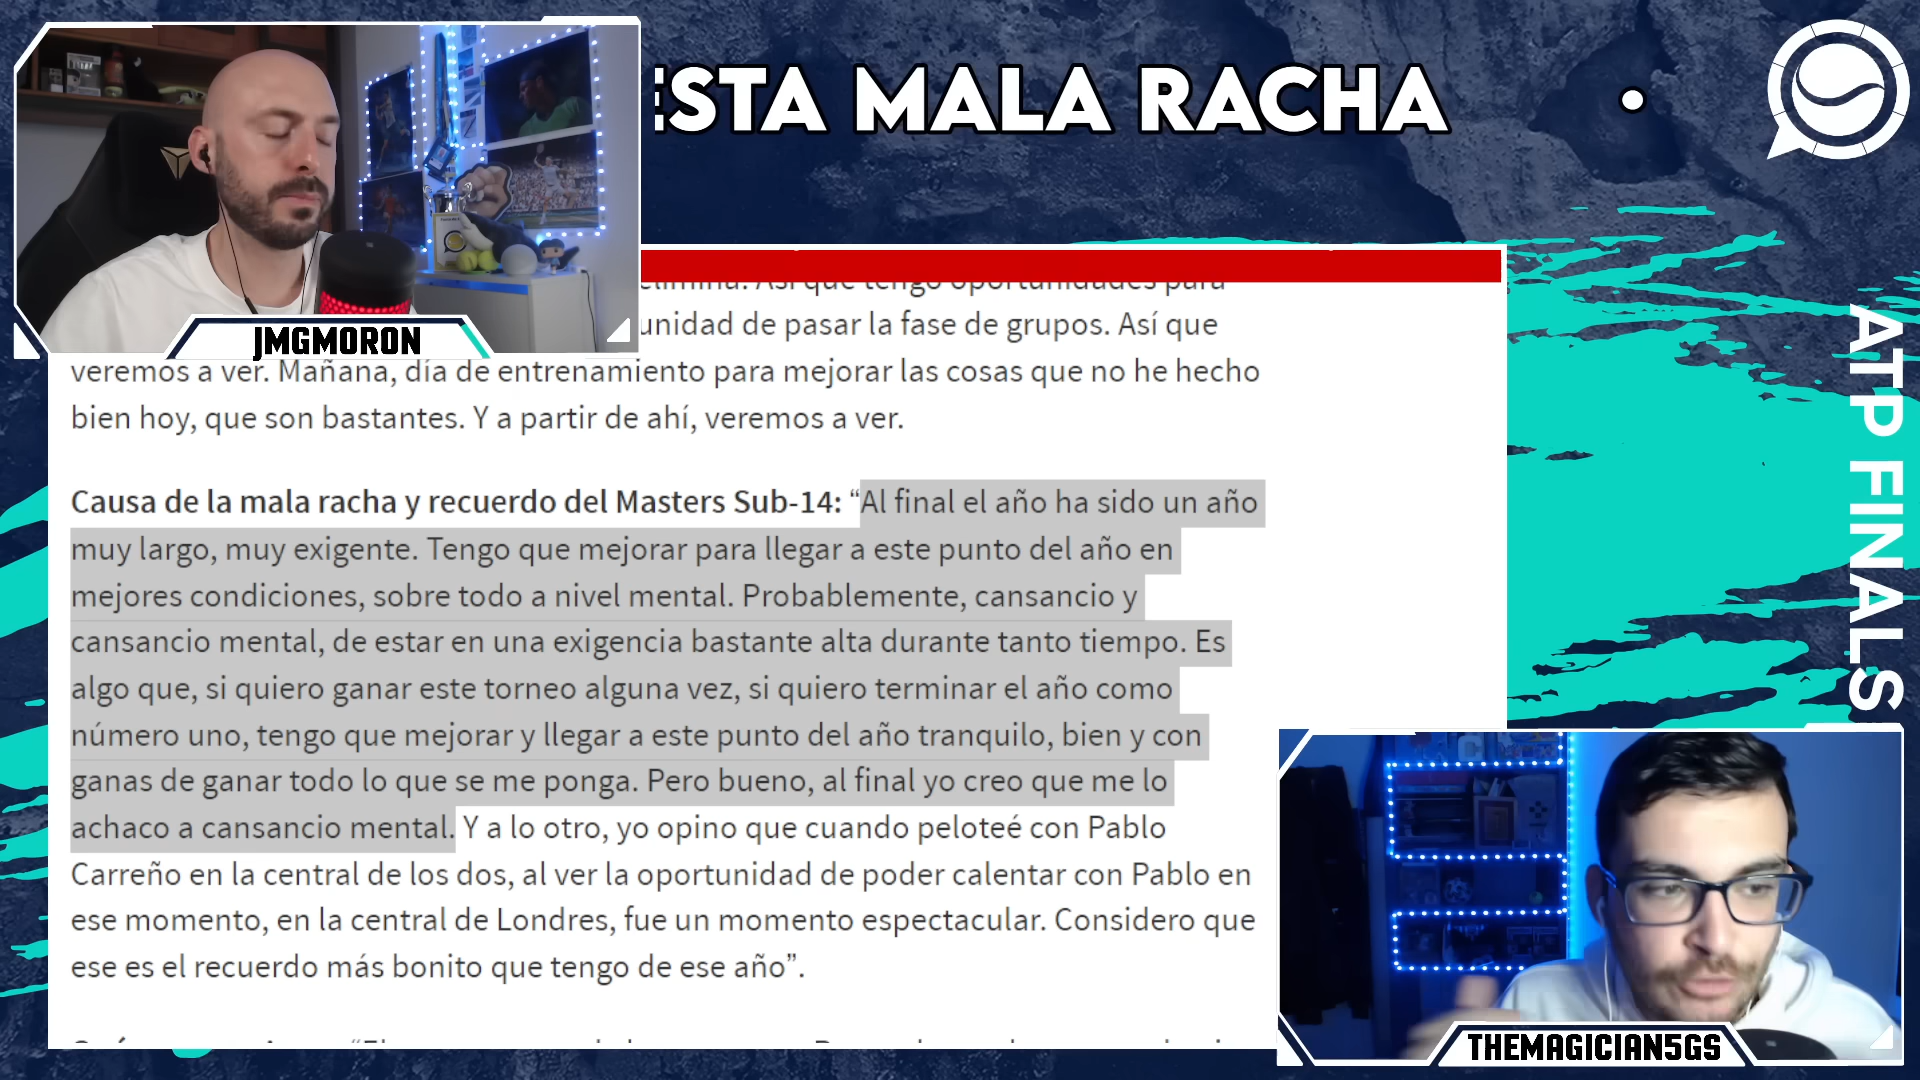 ESTA MALA RACHA
JMGMORON
elimina. Así que tengo oportunidades para
unidad de pasar la fase de grupos. Así que
veremos a ver. Mañana, día de entrenamiento para mejorar las cosas que no he hecho
bien hoy, que son bastantes. Y a partir de ahí, veremos a ver.
Causa de la mala racha y recuerdo del Masters Sub-14: “Al final el año ha sido un año
muy largo, muy exigente. Tengo que mejorar para llegar a este punto del año en
mejores condiciones, sobre todo a nivel mental. Probablemente, cansancio y
cansancio mental, de estar en una exigencia bastante alta durante tanto tiempo. Es
algo que, si quiero ganar este torneo alguna vez, si quiero terminar el año como
número uno, tengo que mejorar y llegar a este punto del año tranquilo, bien y con
ganas de ganar todo lo que se me ponga. Pero bueno, al final yo creo que me lo
achaco a cansancio mental. Y a lo otro, yo opino que cuando peloteé con Pablo
Carreño en la central de los dos, al ver la oportunidad de poder calentar con Pablo en
ese momento, en la central de Londres, fue un momento espectacular. Considero que
ese es el recuerdo más bonito que tengo de ese año”.
ATP FINALS
THEMAGICIAN5GS